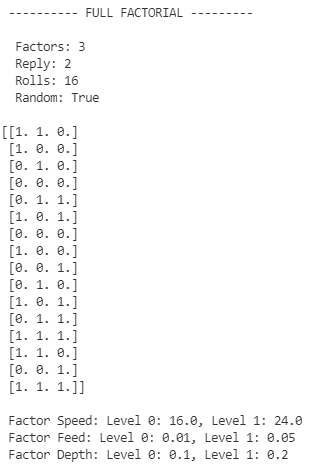 ---------- FULL FACTORIAL ---------
Factors: 3
Reply: 2
Rolls: 16
Random: True
[[1. 1. 0.]
[1. 0. 0.]
[0. 1. 0.]
[0. 0. 0.]
[0. 1. 1.]
[1. 0. 1.]
[0. 0. 0.]
[1. 0. 0.]
[0. 0. 1.]
[0. 1. 0.]
[1. 0. 1.]
[0. 1. 1.]
[1. 1. 1.]
[1. 1. 0.]
[0. 0. 1.]
[1. 1. 1.]]
Factor Speed: Level 0: 16.0, Level 1: 24.0
Factor Feed: Level 0: 0.01, Level 1: 0.05
Factor Depth: Level 0: 0.1, Level 1: 0.2